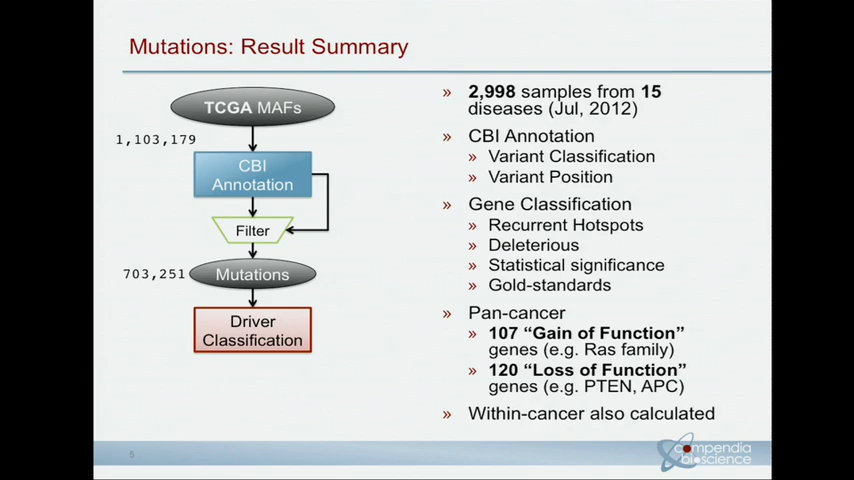 Mutations: Result Summary
TCGA MAFs
1,103,179
CBI
Annotation
Filter
703,251
Mutations
Driver
Classification
» 2,998 samples from 15
diseases (Jul, 2012)
» CBI Annotation
» Variant Classification
» Variant Position
» Gene Classification
» Recurrent Hotspots
» Deleterious
» Statistical significance
» Gold-standards
» Pan-cancer
» 107 “Gain of Function”
genes (e.g. Ras family)
» 120 “Loss of Function”
genes (e.g. PTEN, APC)
» Within-cancer also calculated
5
compendia
bioscience